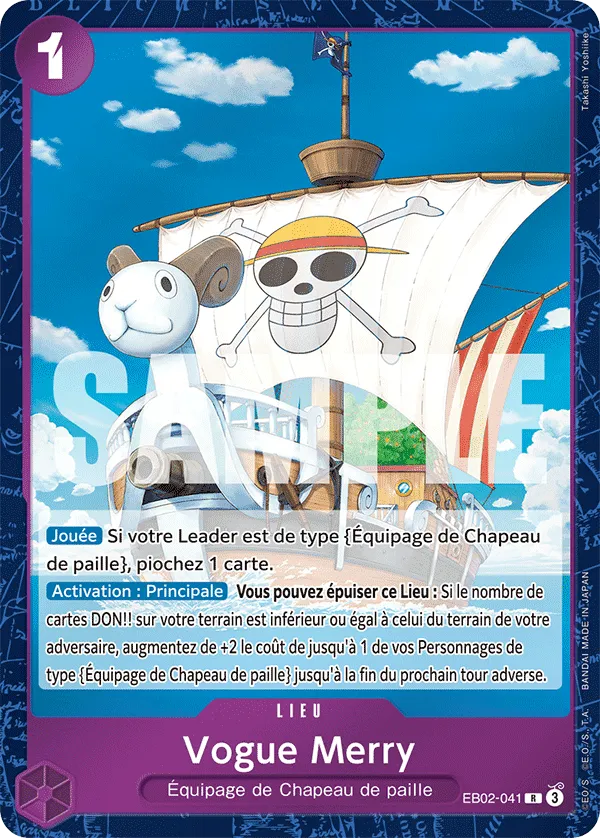 1
Takashi Yoshiike
SAMPLE
Jouée Si votre Leader est de type {Équipage de Chapeau
de paille}, piochez 1 carte.
Activation : Principale Vous pouvez épuiser ce Lieu : Si le nombre de
cartes DON!! sur votre terrain est inférieur ou égal à celui du terrain de votre
adversaire, augmentez de +2 le coût de jusqu'à 1 de vos Personnages de
type {Équipage de Chapeau de paille} jusqu'à la fin du prochain tour adverse.
LIEU
Vogue Merry
Équipage de Chapeau de paille
EB02-041 R 3
©E.O./S. ©E.O./S.,T.A. BANDAI MADE IN JAPAN